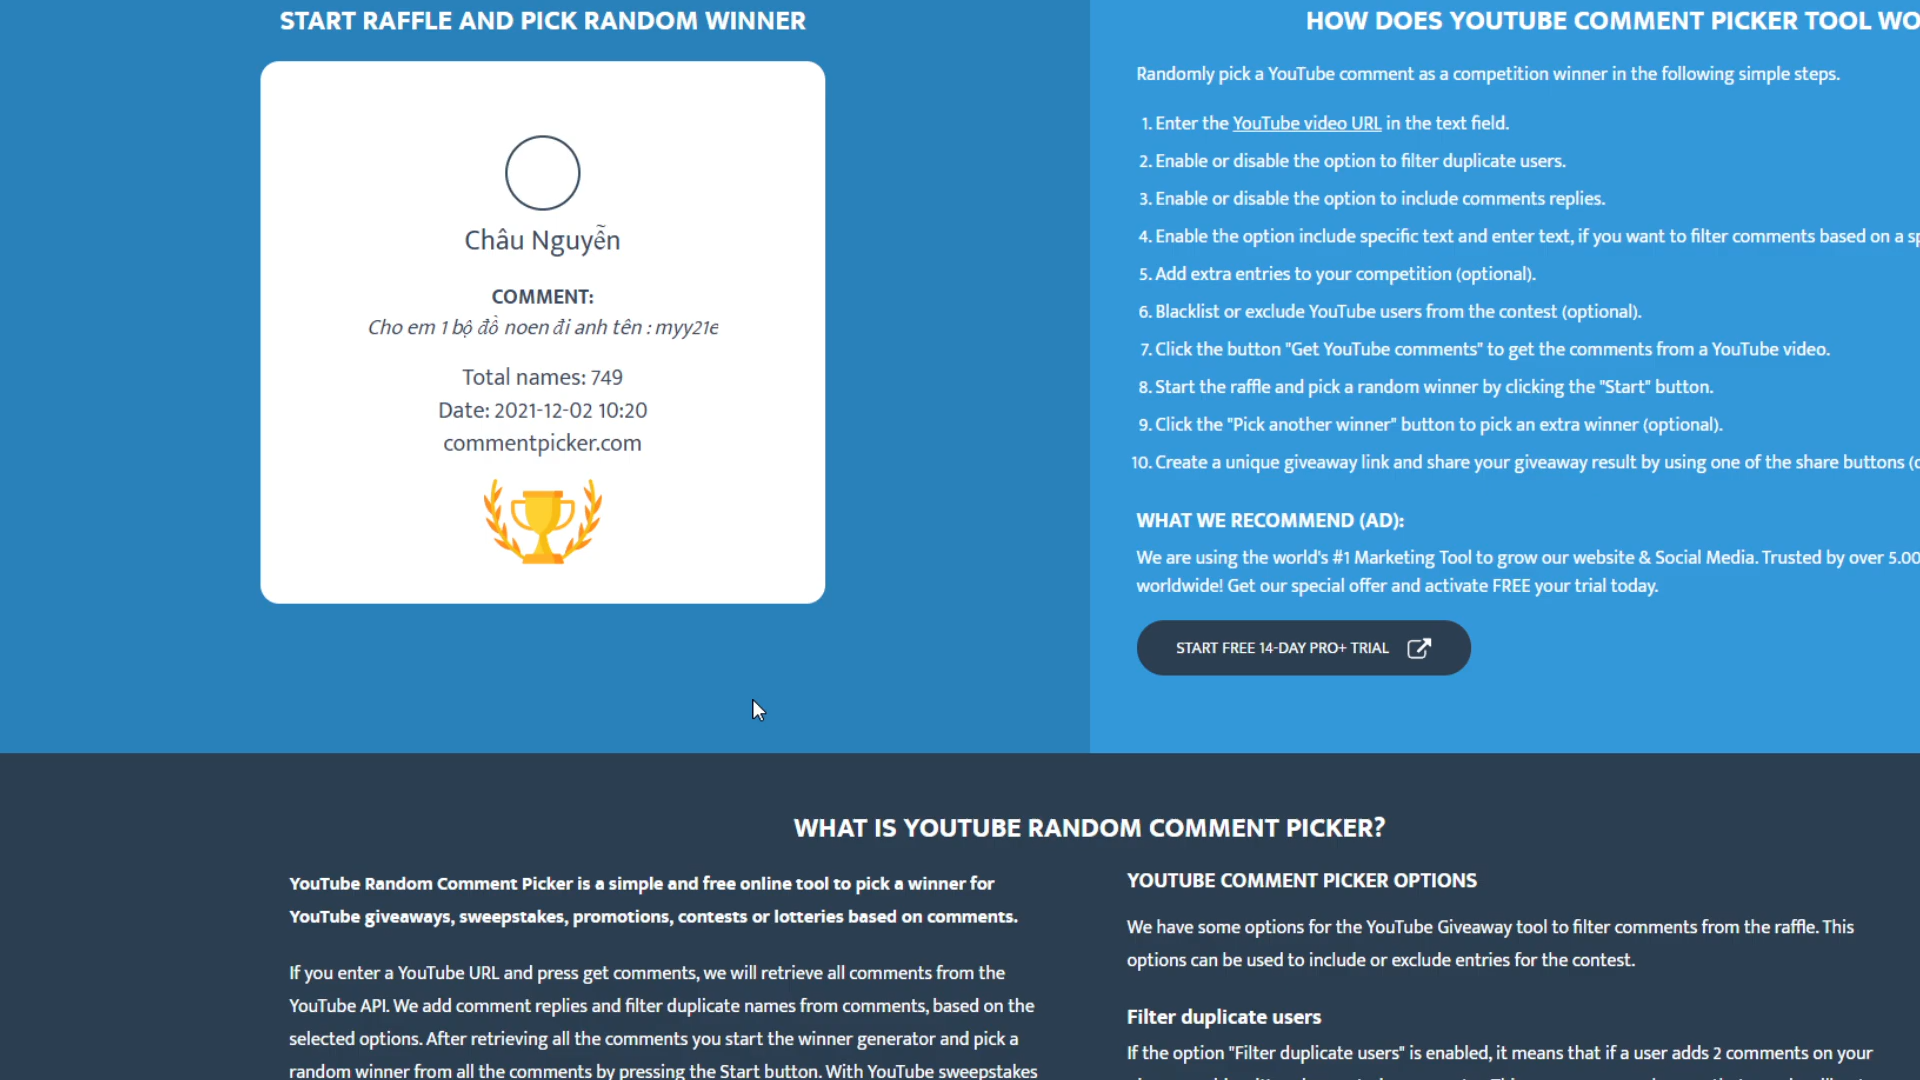 START RAFFLE AND PICK RANDOM WINNER
Châu Nguyễn
COMMENT:
Cho em 1 bộ đồ noen đi anh tên : myy21e
Total names: 749
Date: 2021-12-02 10:20
commentpicker.com
HOW DOES YOUTUBE COMMENT PICKER TOOL WO
Randomly pick a YouTube comment as a competition winner in the following simple steps.
1. Enter the YouTube video URL in the text field.
2. Enable or disable the option to filter duplicate users.
3. Enable or disable the option to include comments replies.
4. Enable the option include specific text and enter text, if you want to filter comments based on a sp
5. Add extra entries to your competition (optional).
6. Blacklist or exclude YouTube users from the contest (optional).
7. Click the button "Get YouTube comments" to get the comments from a YouTube video.
8. Start the raffle and pick a random winner by clicking the "Start" button.
9. Click the "Pick another winner" button to pick an extra winner (optional).
10. Create a unique giveaway link and share your giveaway result by using one of the share buttons (o
WHAT WE RECOMMEND (AD):
We are using the world's #1 Marketing Tool to grow our website & Social Media. Trusted by over 5.00
worldwide! Get our special offer and activate FREE your trial today.
START FREE 14-DAY PRO+ TRIAL
WHAT IS YOUTUBE RANDOM COMMENT PICKER?
YouTube Random Comment Picker is a simple and free online tool to pick a winner for
YouTube giveaways, sweepstakes, promotions, contests or lotteries based on comments.
If you enter a YouTube URL and press get comments, we will retrieve all comments from the
YouTube API. We add comment replies and filter duplicate names from comments, based on the
selected options. After retrieving all the comments you start the winner generator and pick a
random winner from all the comments by pressing the Start button. With YouTube sweepstakes
YOUTUBE COMMENT PICKER OPTIONS
We have some options for the YouTube Giveaway tool to filter comments from the raffle. This
options can be used to include or exclude entries for the contest.
Filter duplicate users
If the option "Filter duplicate users" is enabled, it means that if a user adds 2 comments on your